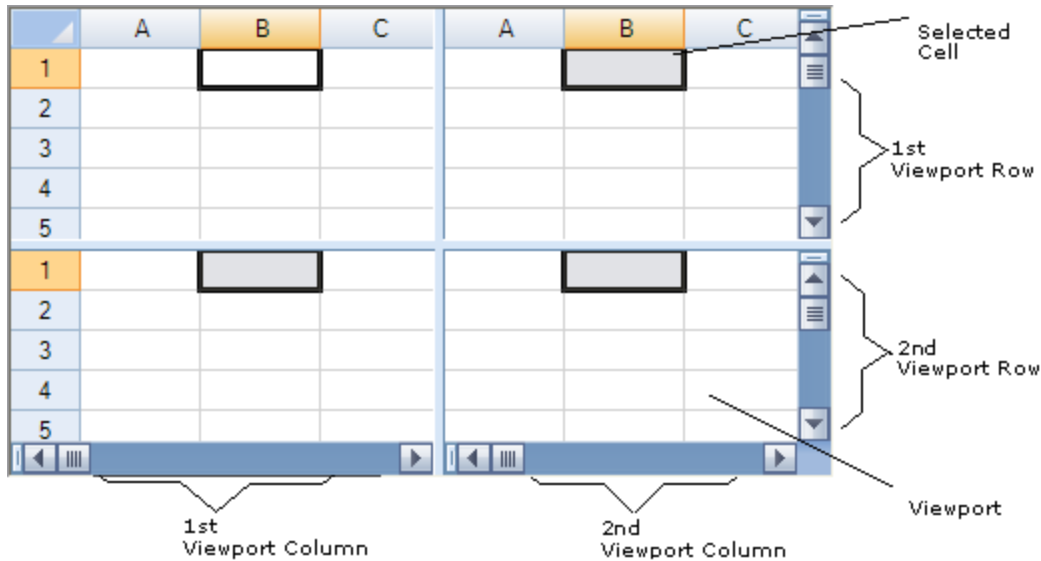 A B C A B C
1
2
3
4
5
1
2
3
4
5
Selected
Cell
1st
Viewport Row
2nd
Viewport Row
Viewport
1st
Viewport Column
2nd
Viewport Column